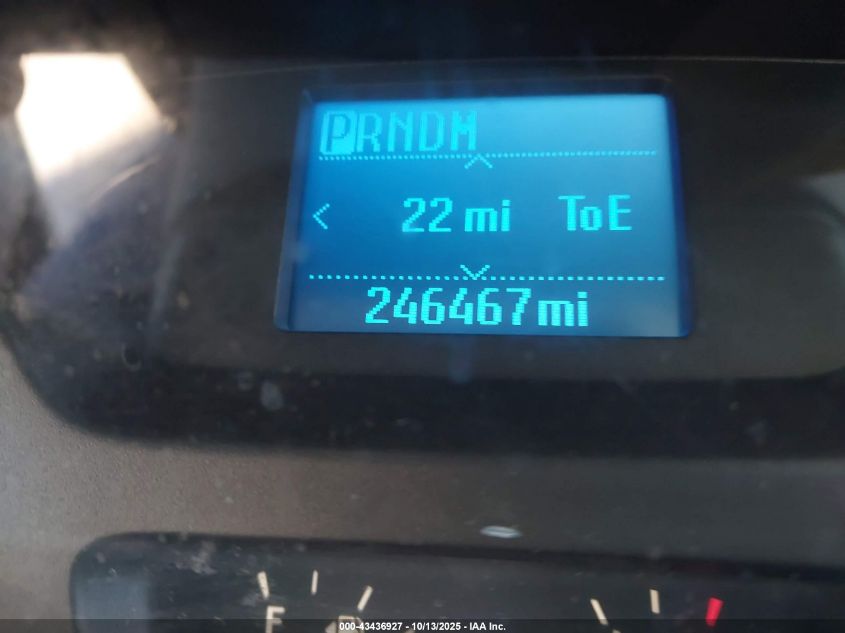 PRNDM
< 22 mi ToE
246467mi
F
000-43436927 - 10/13/2025 - IAA Inc.